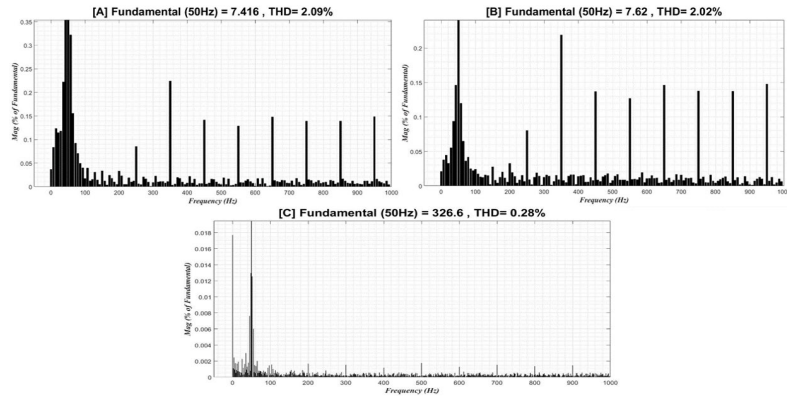 [A] Fundamental (50Hz) = 7.416 , THD= 2.09%
0.35
0.3
0.25
0.2
0.15
0.1
0.05
0
Mag (% of Fundamental)
0 100 200 300 400 500 600 700 800 900 1000
Frequency (Hz)
[B] Fundamental (50Hz) = 7.62 , THD= 2.02%
0.2
0.15
0.1
0.05
0
Mag (% of Fundamental)
0 100 200 300 400 500 600 700 800 900 1000
Frequency (Hz)
[C] Fundamental (50Hz) = 326.6 , THD= 0.28%
0.018
0.016
0.014
0.012
0.01
0.008
0.006
0.004
0.002
0
Mag (% of Fundamental)
0 100 200 300 400 500 600 700 800 900 1000
Frequency (Hz)